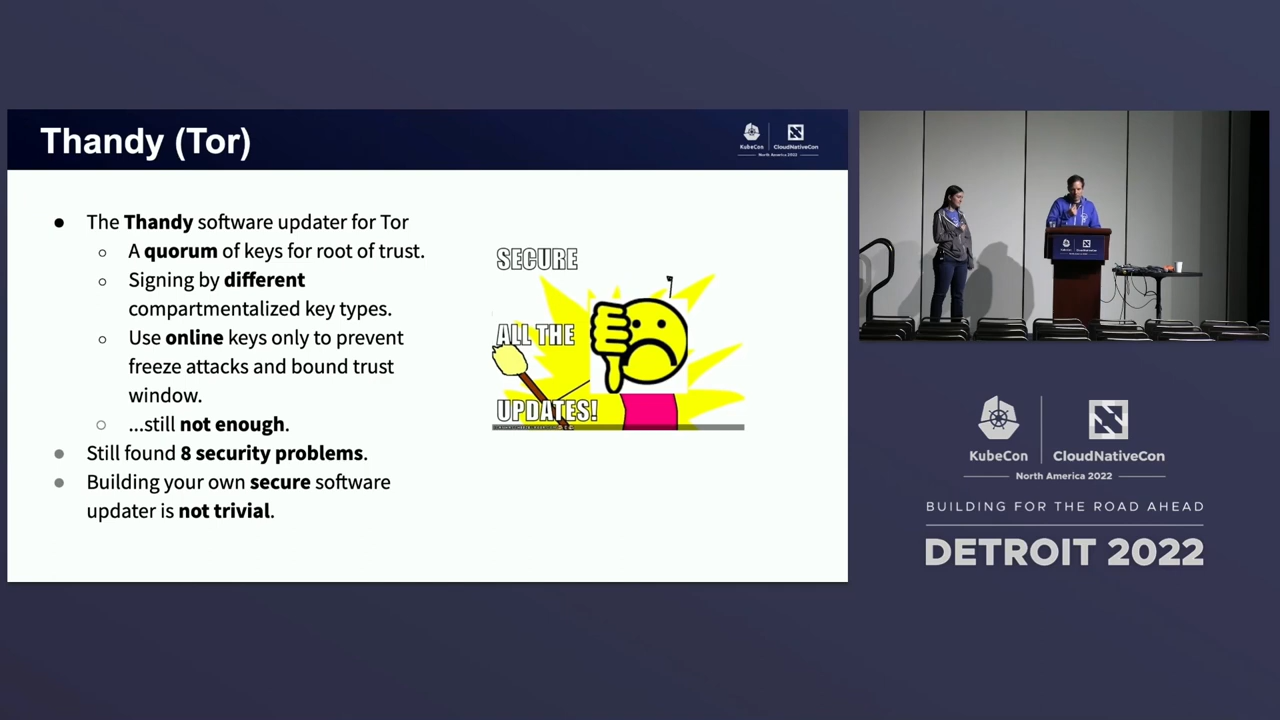 Thandy (Tor)
KubeCon
CloudNativeCon
North America 2022
● The Thandy software updater for Tor
○ A quorum of keys for root of trust.
○ Signing by different
compartmentalized key types.
○ Use online keys only to prevent
freeze attacks and bound trust
window.
○ ...still not enough.
● Still found 8 security problems.
● Building your own secure software
updater is not trivial.
SECURE
ALL THE
UPDATES!
KubeCon
CloudNativeCon
North America 2022
BUILDING FOR THE ROAD AHEAD
DETROIT 2022